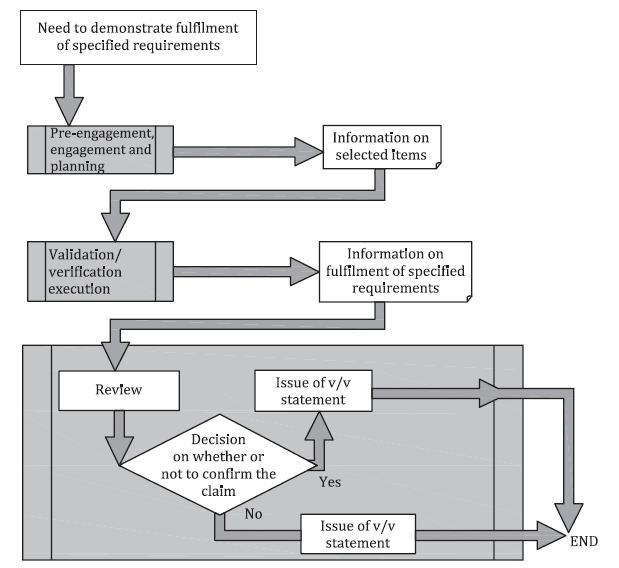 Need to demonstrate fulfilment
of specified requirements
Pre-engagement,
engagement and
planning
Information on
selected items
Validation/
verification
execution
Information on
fulfilment of specified
requirements
Review
Issue of v/v
statement
Decision
on whether or
not to confirm the
claim
Yes
No
Issue of v/v
statement
END